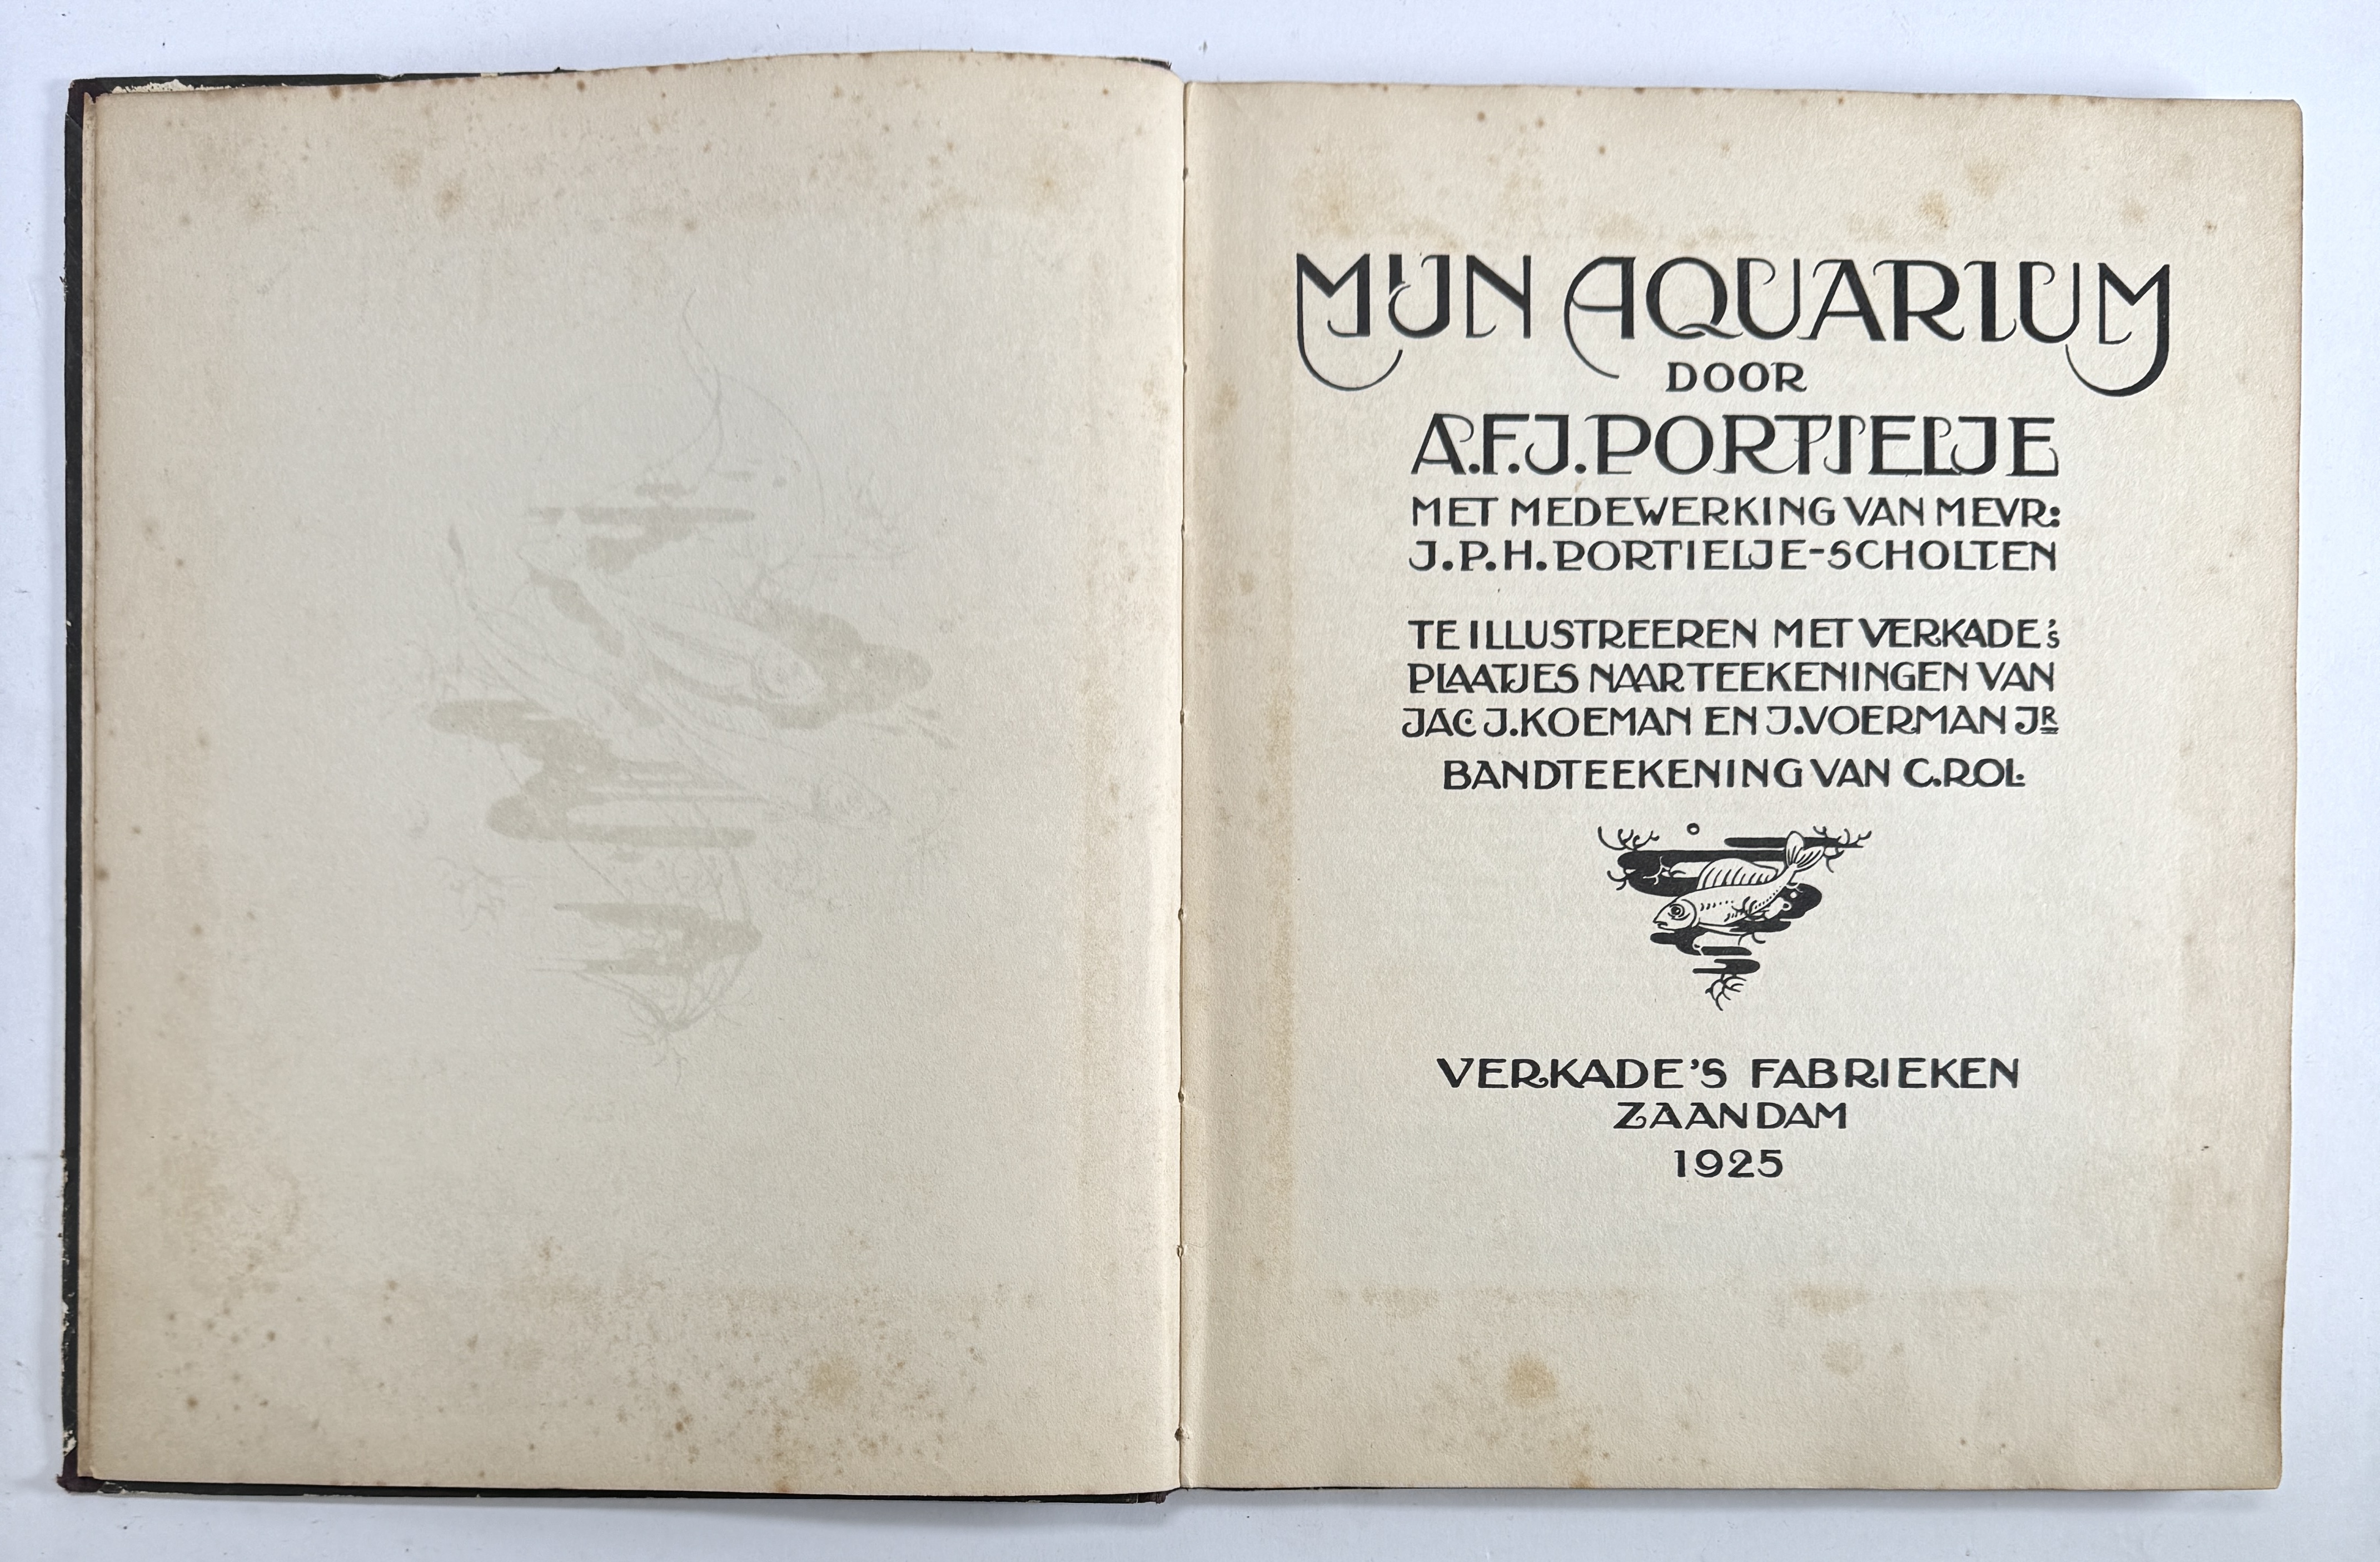 MIJN AQUARIUM
DOOR
A.F.J. PORTIELJE
MET MEDEWERKING VAN MEVR:
J.P.H. PORTIELJE-SCHOLTEN
TE ILLUSTREEREN MET VERKADE's
PLAATJES NAAR TEEKENINGEN VAN
JAC. J. KOEMAN EN J. VOERMAN JR
BANDTEEKENING VAN C. ROL.
VERKADE'S FABRIEKEN
ZAANDAM
1925